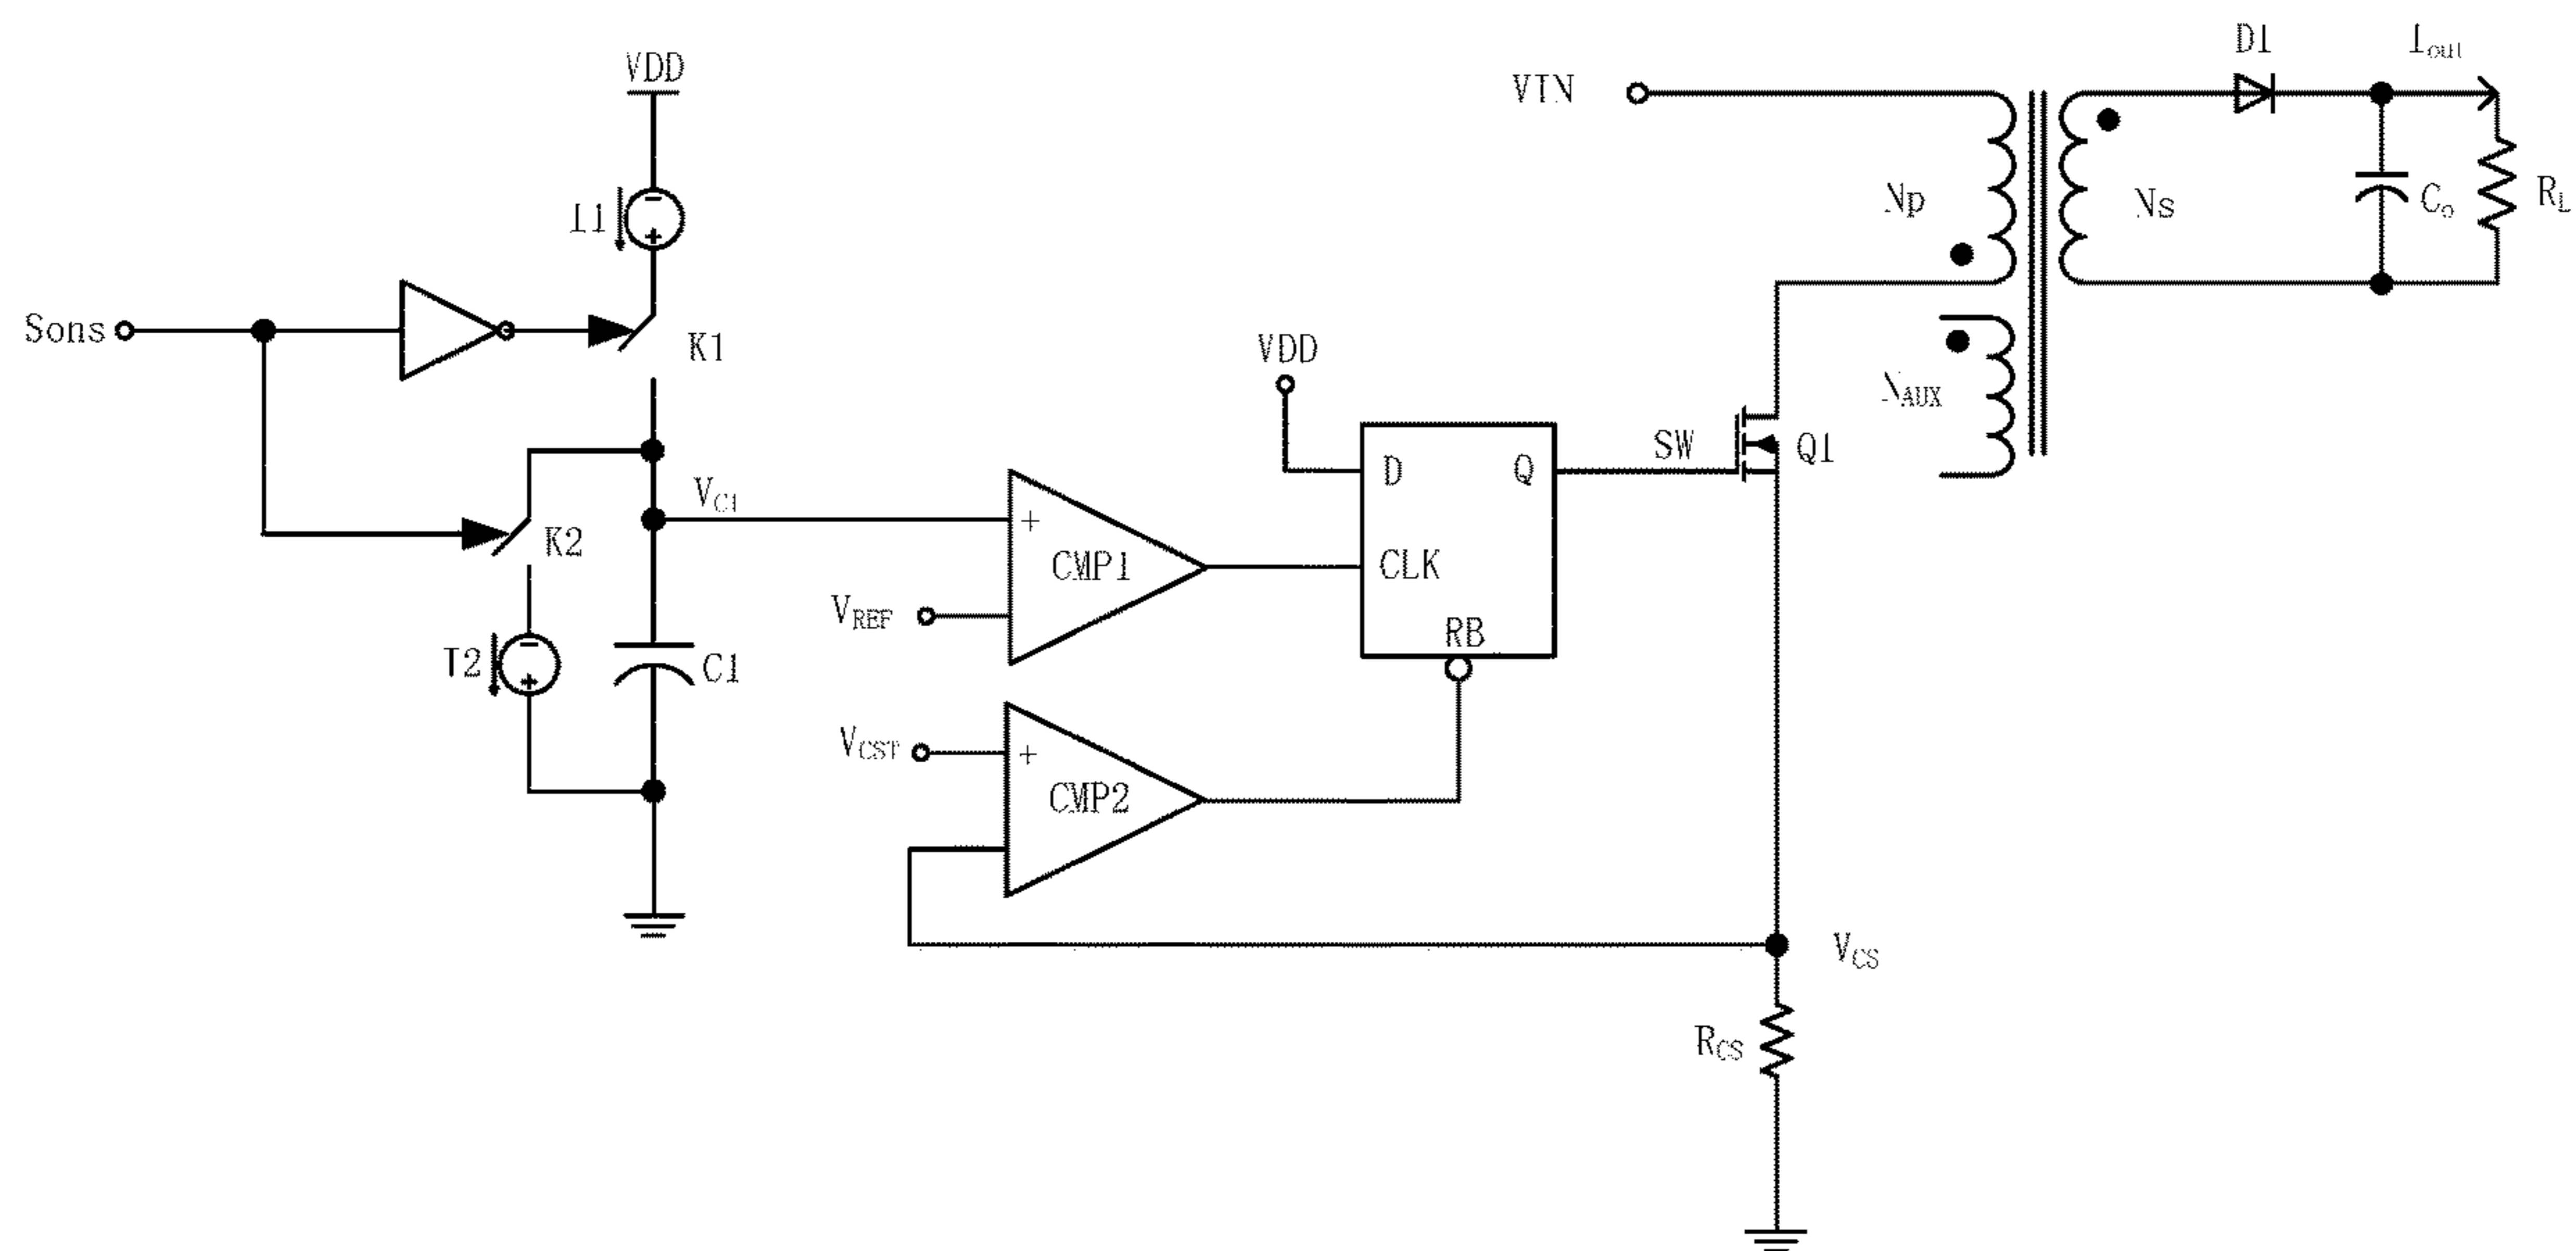 VDD
I1
Sons
K1
K2
VC1
T2
C1
VREF
VCST
CMP1
CMP2
+
+
-
+
-
+
VDD
D
Q
CLK
RB
SW
Q1
VIN
Np
Ns
NAUX
D1
Iout
Co
RL
VCS
RCS